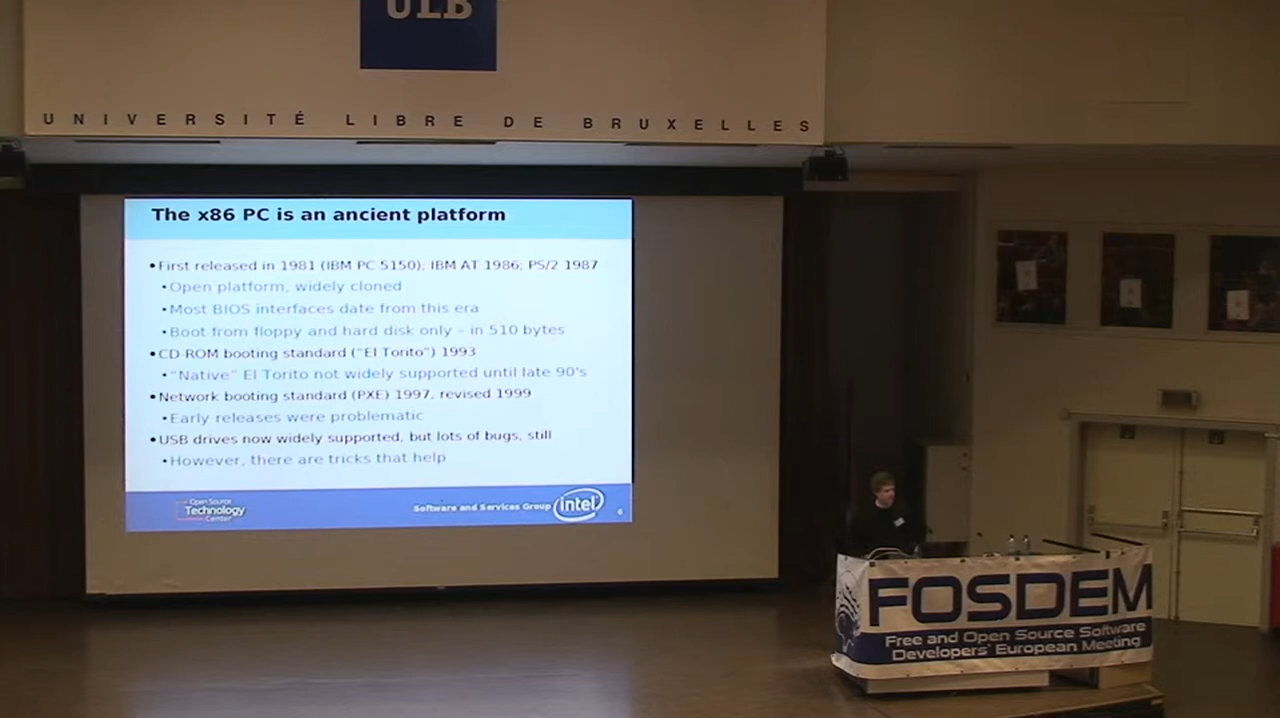 ULB
UNIVERSITÉ LIBRE DE BRUXELLES
The x86 PC is an ancient platform
•First released in 1981 (IBM PC 5150); IBM AT 1986; PS/2 1987
•Open platform, widely cloned
•Most BIOS interfaces date from this era
•Boot from floppy and hard disk only – in 510 bytes
•CD-ROM booting standard (“El Torito”) 1993
•“Native” El Torito not widely supported until late 90's
•Network booting standard (PXE) 1997, revised 1999
•Early releases were problematic
•USB drives now widely supported, but lots of bugs, still
•However, there are tricks that help
Open Source
Technology
Center
Software and Services Group
intel
6
FOSDEM
Free and Open Source Software
Developers' European Meeting